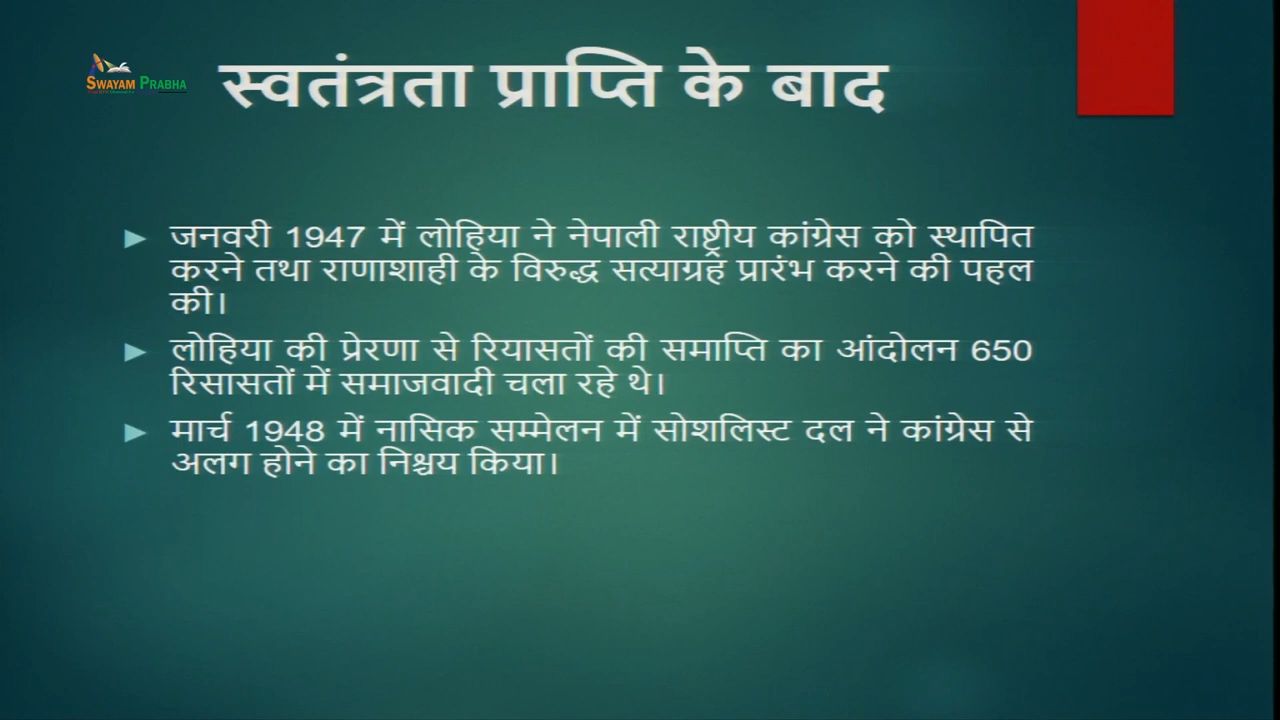 SWAYAM PRABHA
स्वतंत्रता प्राप्ति के बाद
जनवरी 1947 में लोहिया ने नेपाली राष्ट्रीय कांग्रेस को स्थापित
करने तथा राणाशाही के विरुद्ध सत्याग्रह प्रारंभ करने की पहल
की।
लोहिया की प्रेरणा से रियासतों की समाप्ति का आंदोलन 650
रिसासतों में समाजवादी चला रहे थे।
मार्च 1948 में नासिक सम्मेलन में सोशलिस्ट दल ने कांग्रेस से
अलग होने का निश्चय किया।